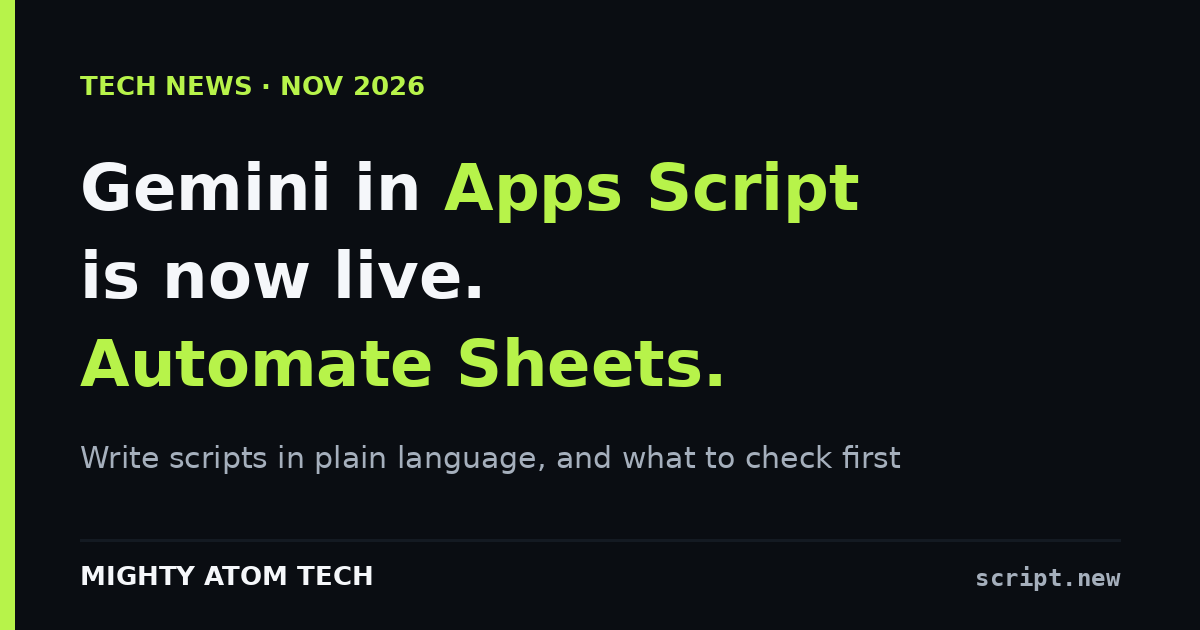 TECH NEWS · NOV 2026
Gemini in Apps Script
is now live.
Automate Sheets.
Write scripts in plain language, and what to check first
MIGHTY ATOM TECH
script.new